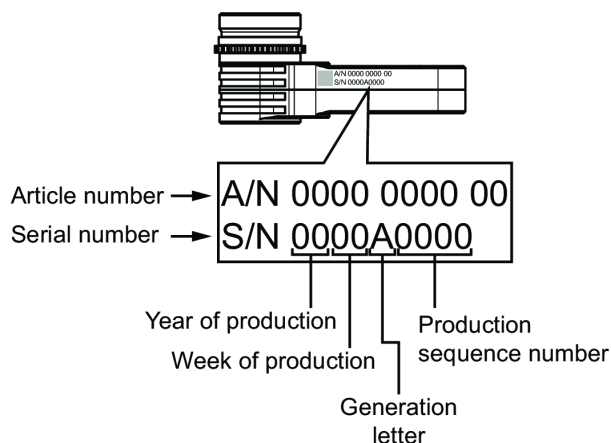 A/N 0000 0000 00
S/N 0000A0000
Article number
A/N 0000 0000 00
Serial number
S/N 0000A0000
Year of production
Week of production
Generation
letter
Production
sequence number